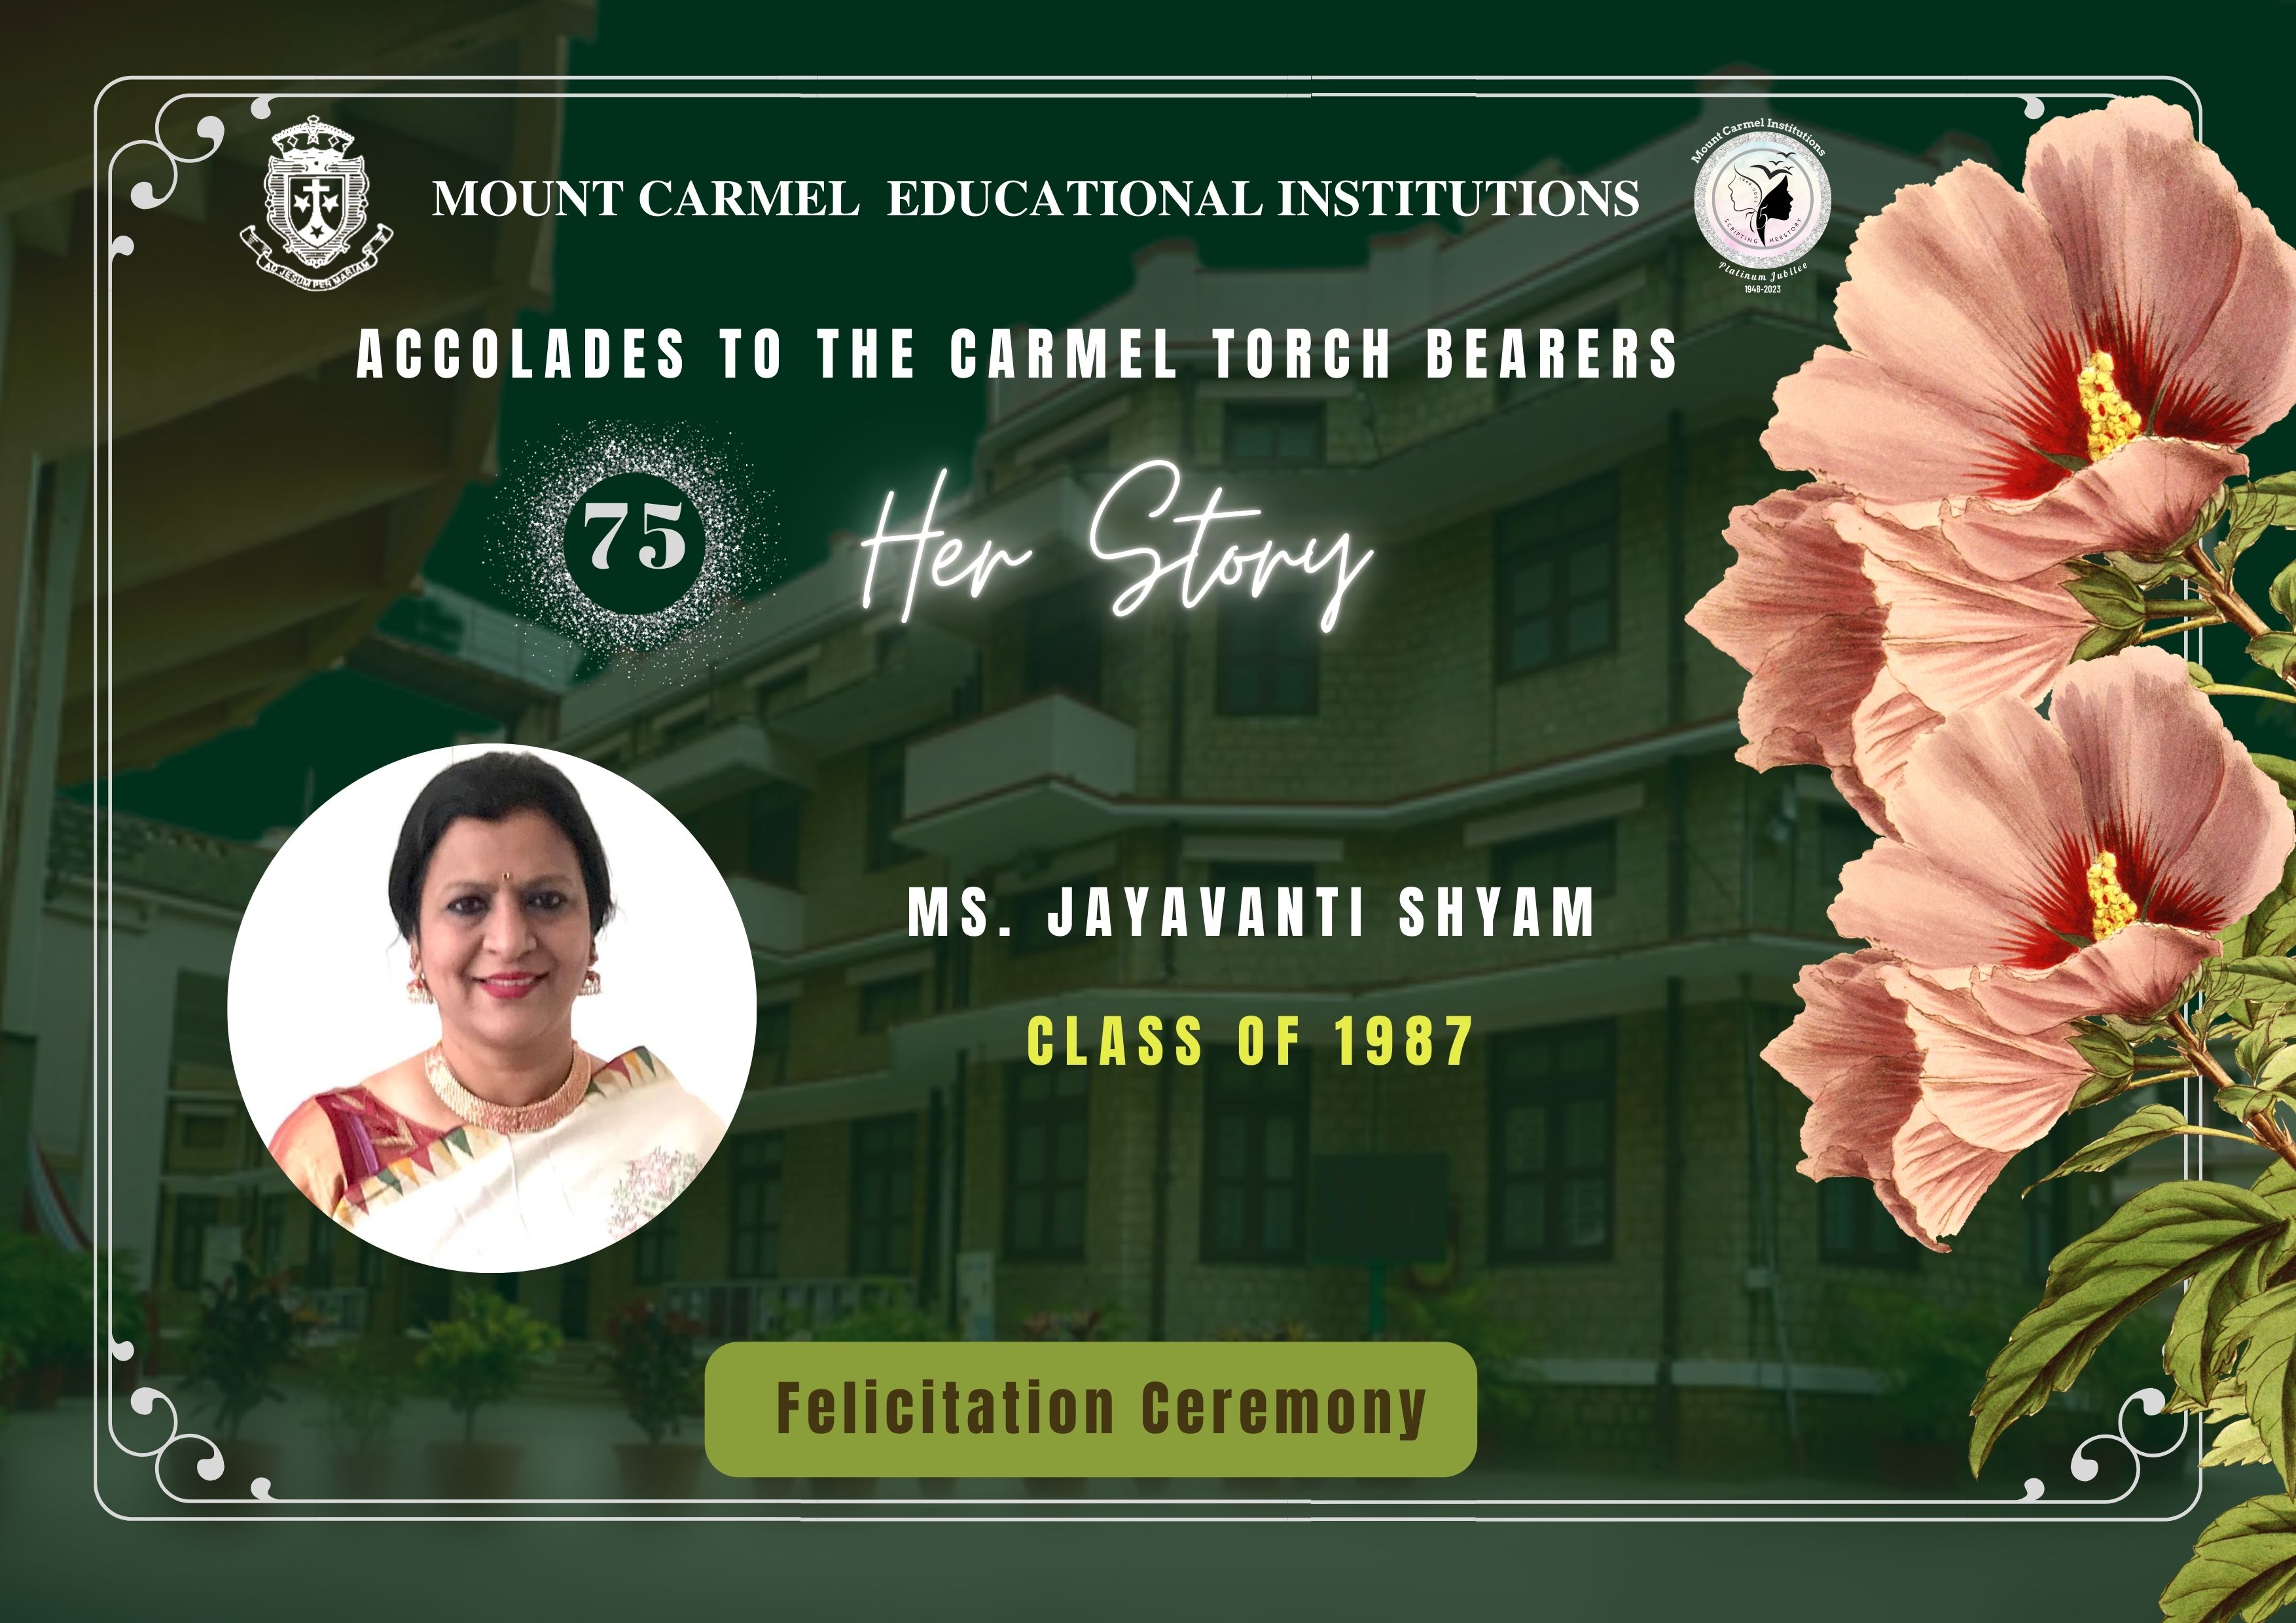 MOUNT CARMEL EDUCATIONAL INSTITUTIONS
AD JESUM PER MARIAM
Mount Carmel Institutions
SCRIPTING HERSTORY
Platinum Jubilee
1948-2023
ACCOLADES TO THE CARMEL TORCH BEARERS
75
Her Story
MS. JAYAVANTI SHYAM
CLASS OF 1987
Felicitation Ceremony